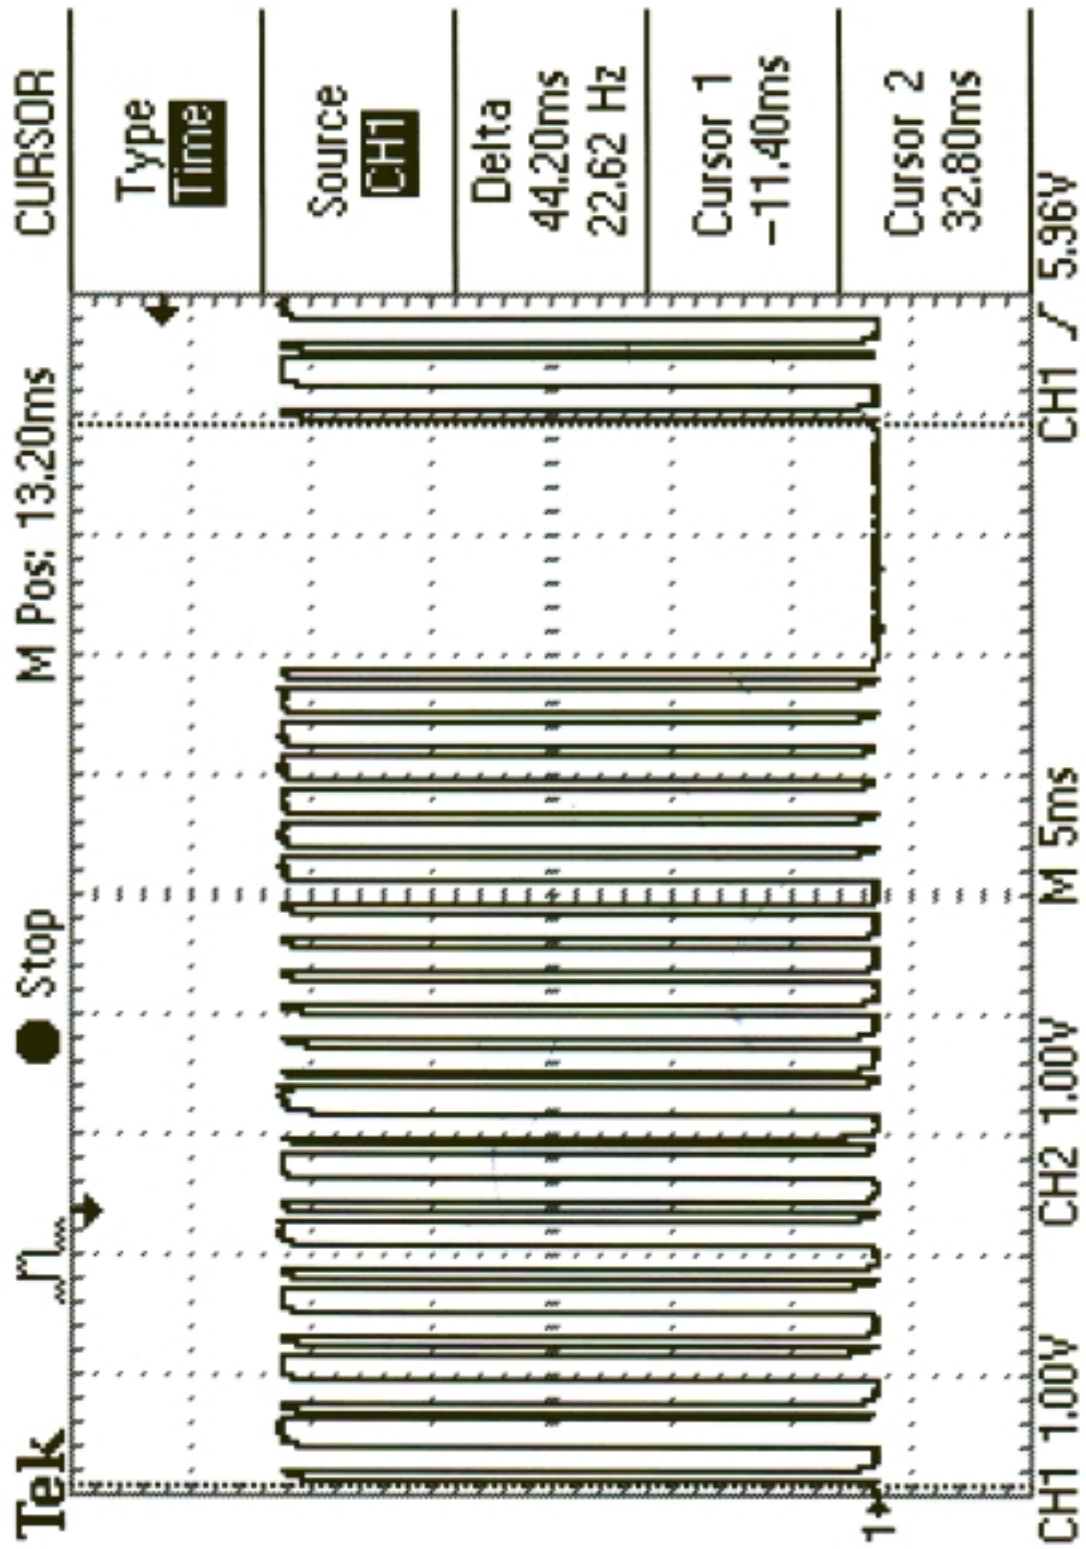 Tek ● Stop M Pos: 13.20ms CURSOR
Type
Time
Source
CH1
Delta
44.20ms
22.62 Hz
Cursor 1
-11.40ms
Cursor 2
32.80ms
1
CH1 1.00V CH2 1.00V M 5ms CH1 5.96V